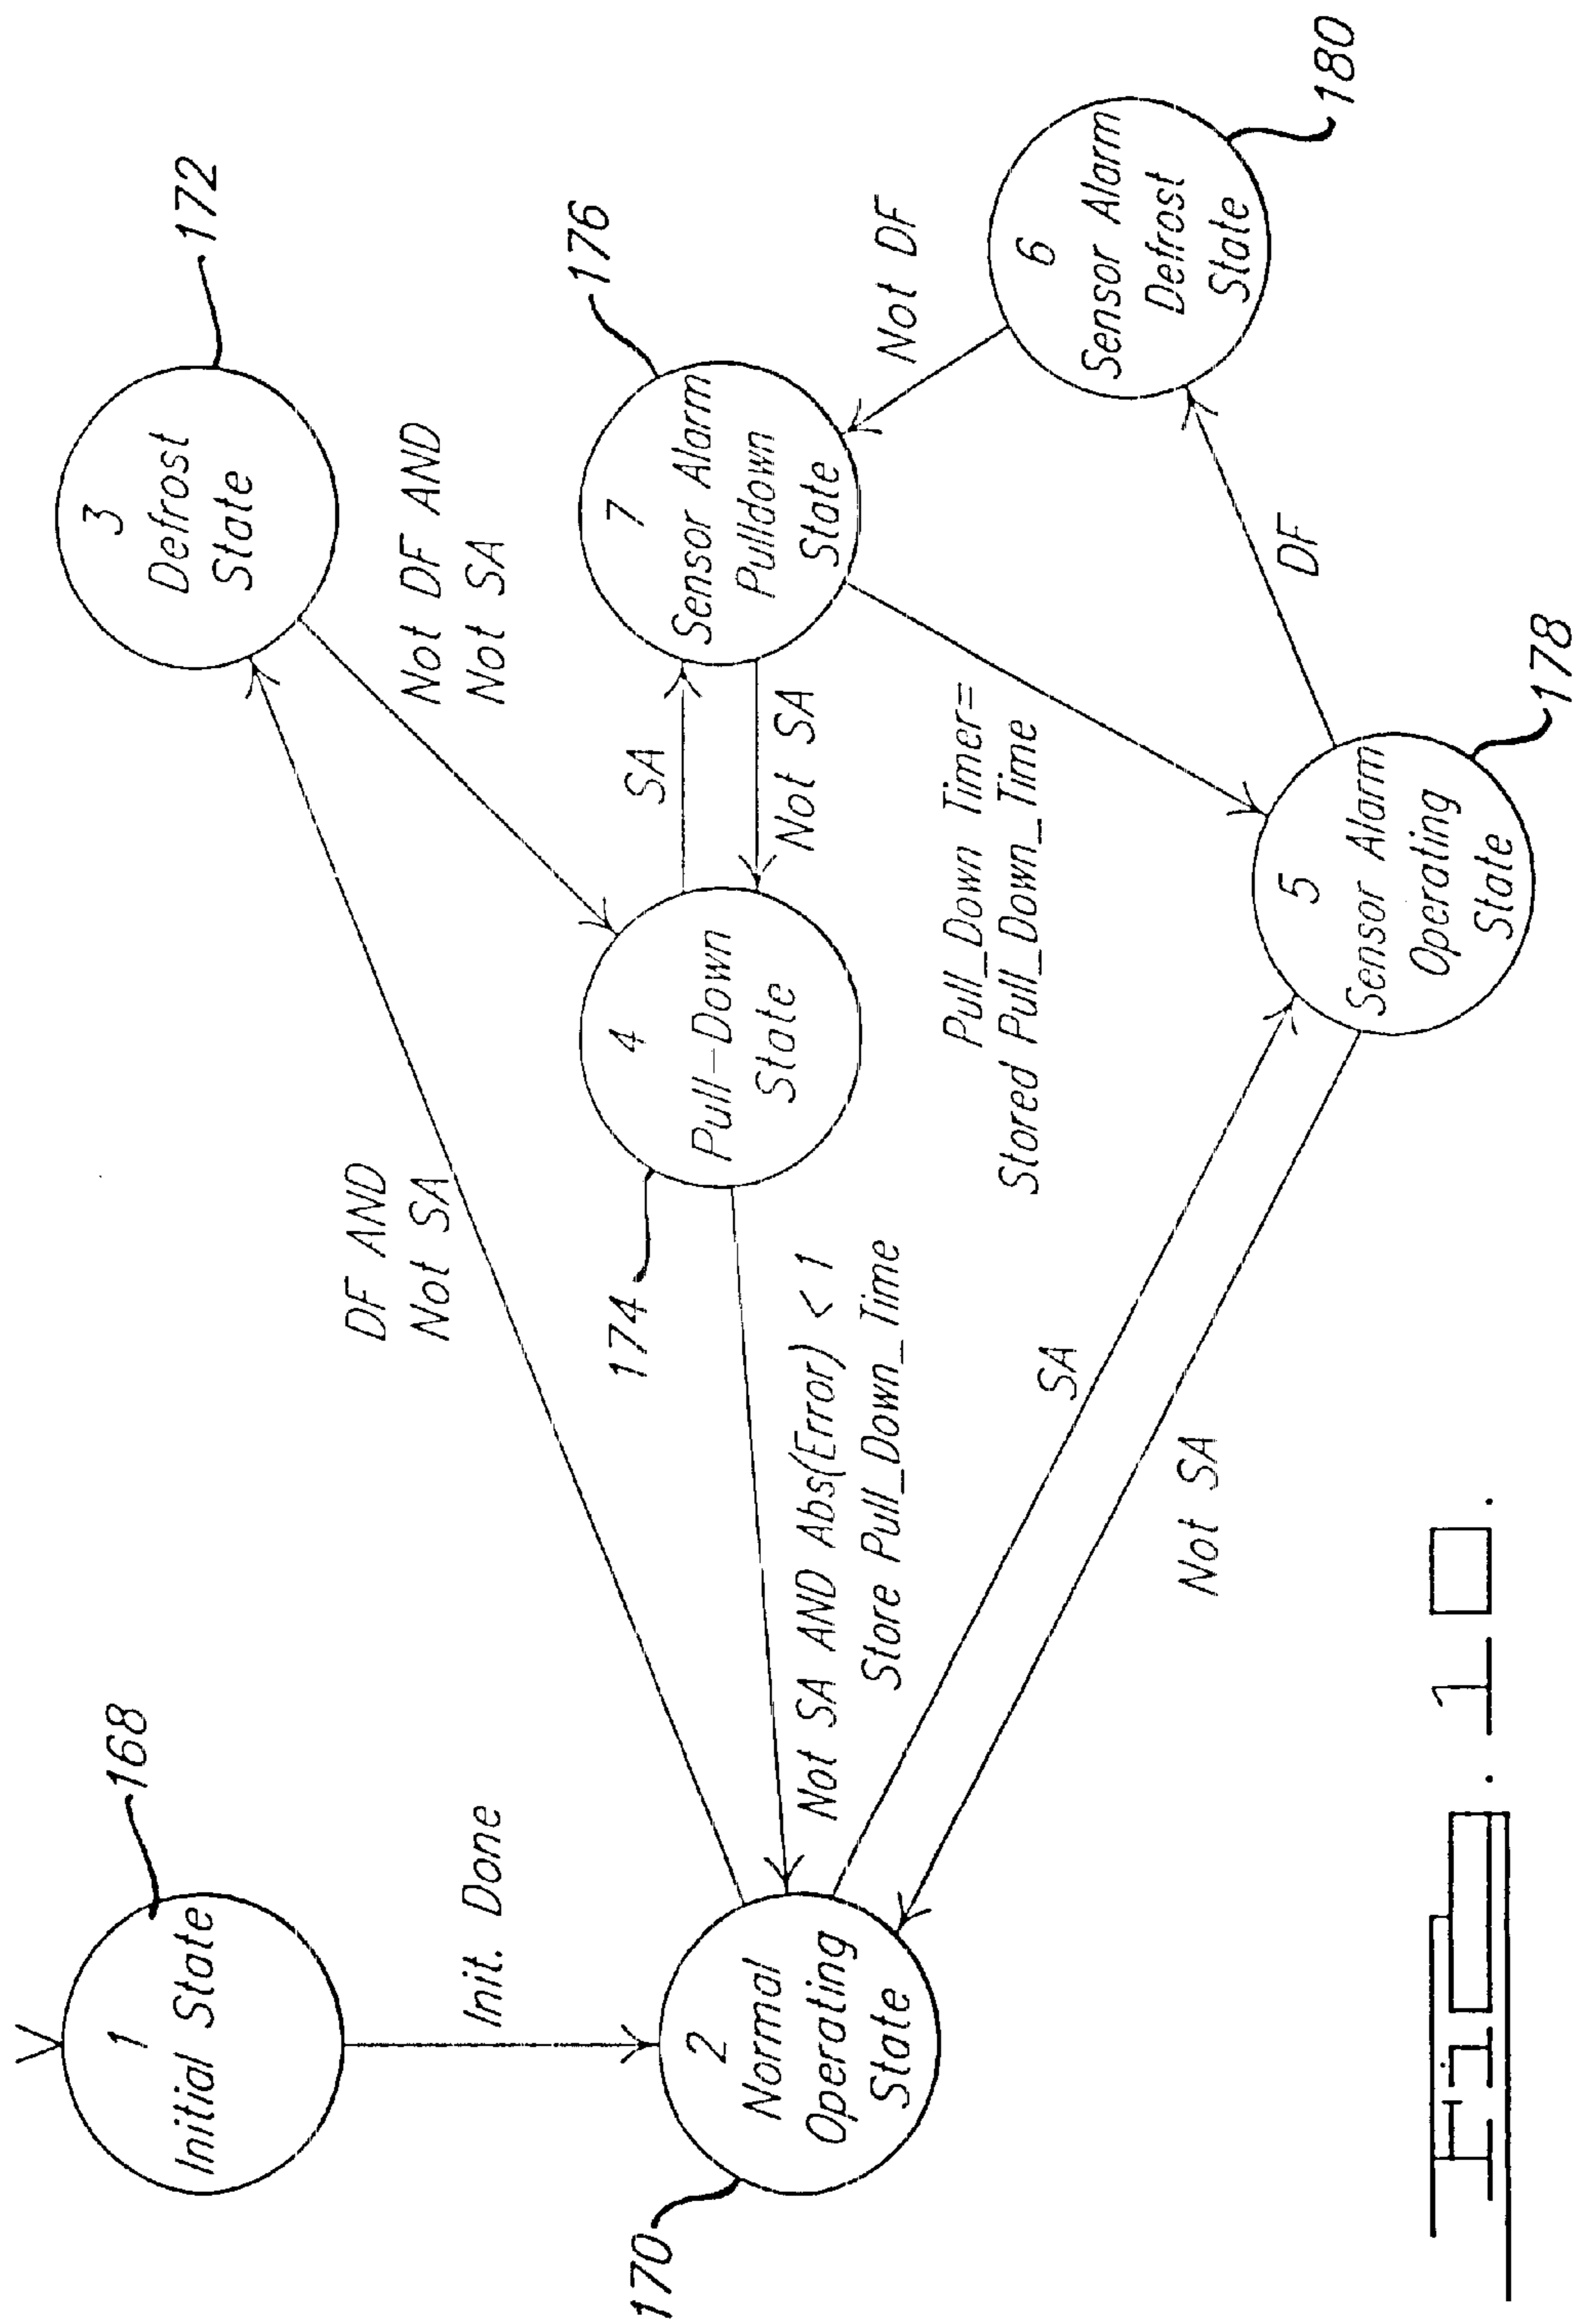 168
1
Initial State
Init. Done
2
Normal
Operating
State
170
DF AND
Not SA
3
Defrost
State
172
Not DF AND
Not SA
4
Pull-Down
State
174
SA
Not SA
7
Sensor Alarm
Pulldown
State
176
Not SA AND Abs(Error) < 1
Store Pull_Down_Time
Pull_Down Timer=
Stored Pull_Down_Time
Not DF
6
Sensor Alarm
Defrost
State
180
DF
SA
Not SA
5
Sensor Alarm
Operating
State
178
Fig. 10.